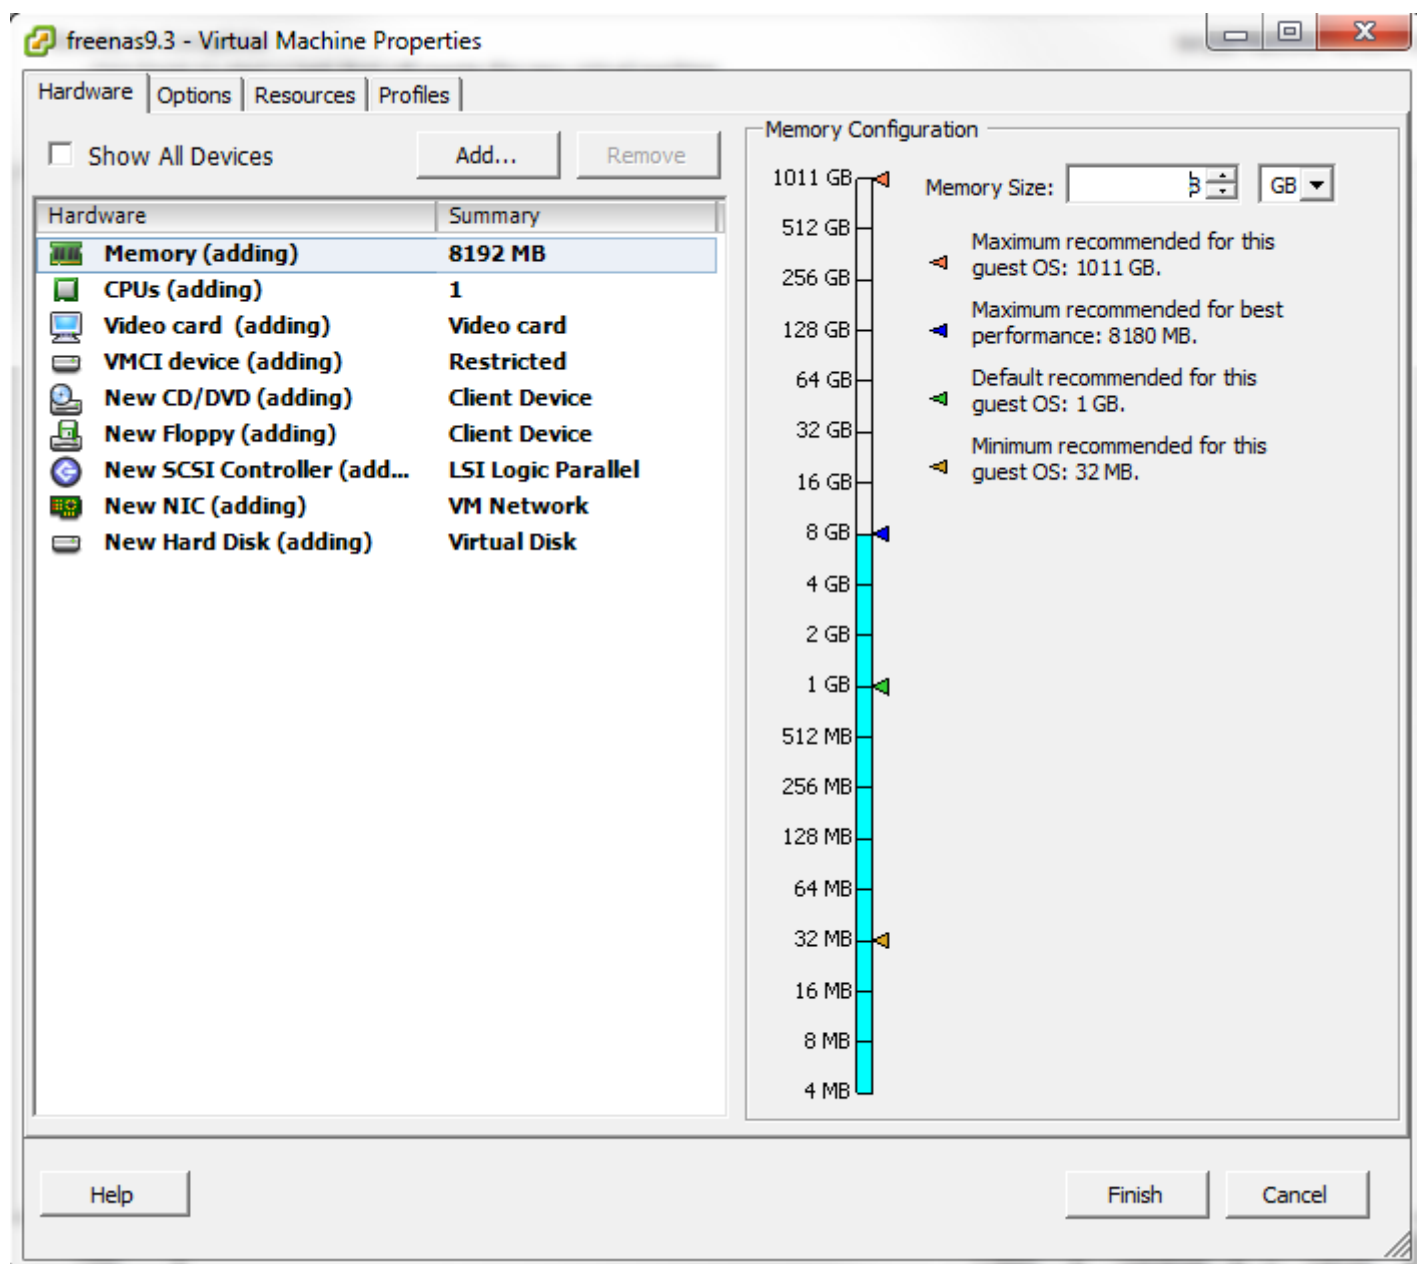 freenas9.3 - Virtual Machine Properties
Hardware Options Resources Profiles
Show All Devices Add... Remove
Hardware Summary
Memory (adding) 8192 MB
CPUs (adding) 1
Video card (adding) Video card
VMCI device (adding) Restricted
New CD/DVD (adding) Client Device
New Floppy (adding) Client Device
New SCSI Controller (add... LSI Logic Parallel
New NIC (adding) VM Network
New Hard Disk (adding) Virtual Disk
Memory Configuration
1011 GB
512 GB
256 GB
128 GB
64 GB
32 GB
16 GB
8 GB
4 GB
2 GB
1 GB
512 MB
256 MB
128 MB
64 MB
32 MB
16 MB
8 MB
4 MB
Memory Size: GB
Maximum recommended for this
guest OS: 1011 GB.
Maximum recommended for best
performance: 8180 MB.
Default recommended for this
guest OS: 1 GB.
Minimum recommended for this
guest OS: 32 MB.
Help Finish Cancel